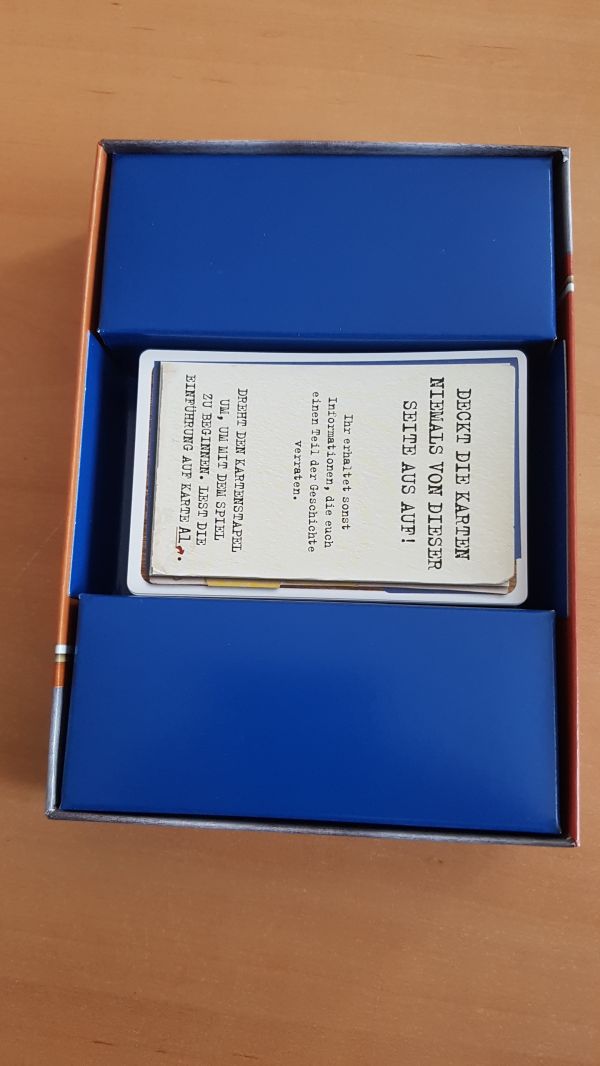 DECKT DIE KARTEN
NIEMALS VON DIESER
SEITE AUS AUF!
Ihr erhaltet sonst
Informationen, die euch
einen Teil der Geschichte
verraten.
DREHT DEN KARTENSTAPEL
UM, UM MIT DEM SPIEL
ZU BEGINNEN. LEST DIE
EINFÜHRUNG AUF KARTE A1.